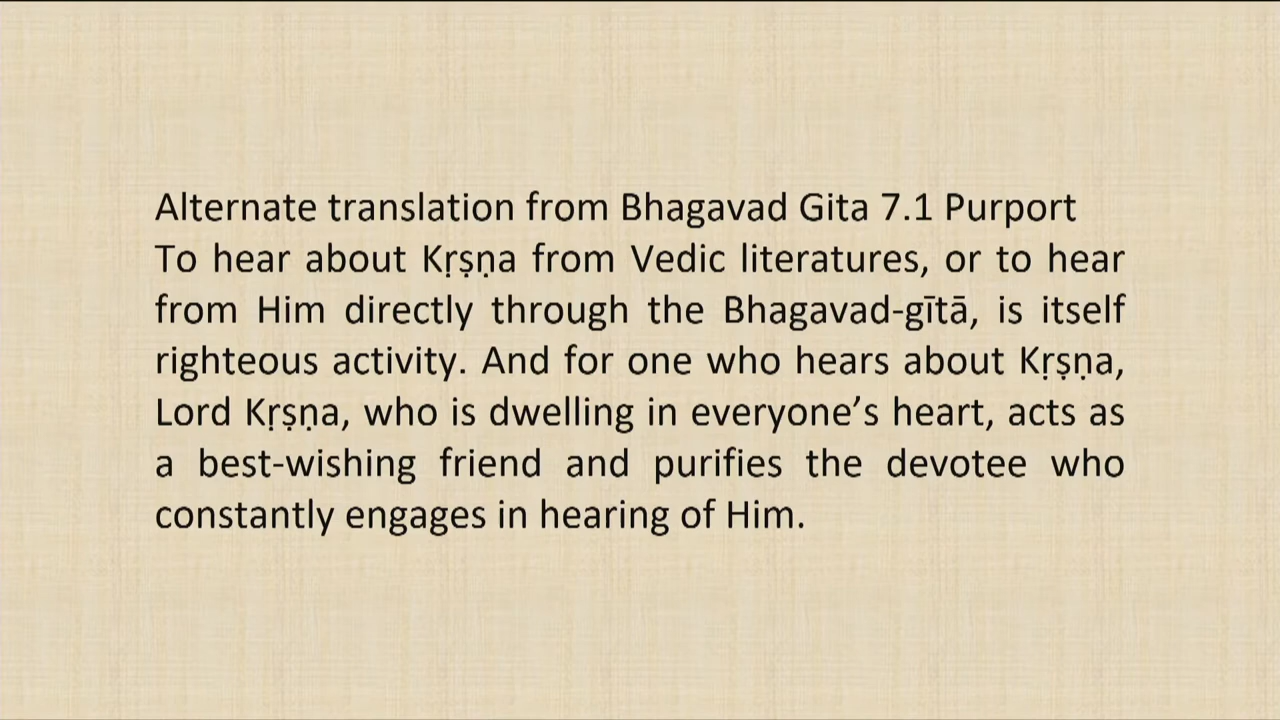 Alternate translation from Bhagavad Gita 7.1 Purport
To hear about Kṛṣṇa from Vedic literatures, or to hear
from Him directly through the Bhagavad-gītā, is itself
righteous activity. And for one who hears about Kṛṣṇa,
Lord Kṛṣṇa, who is dwelling in everyone’s heart, acts as
a best-wishing friend and purifies the devotee who
constantly engages in hearing of Him.